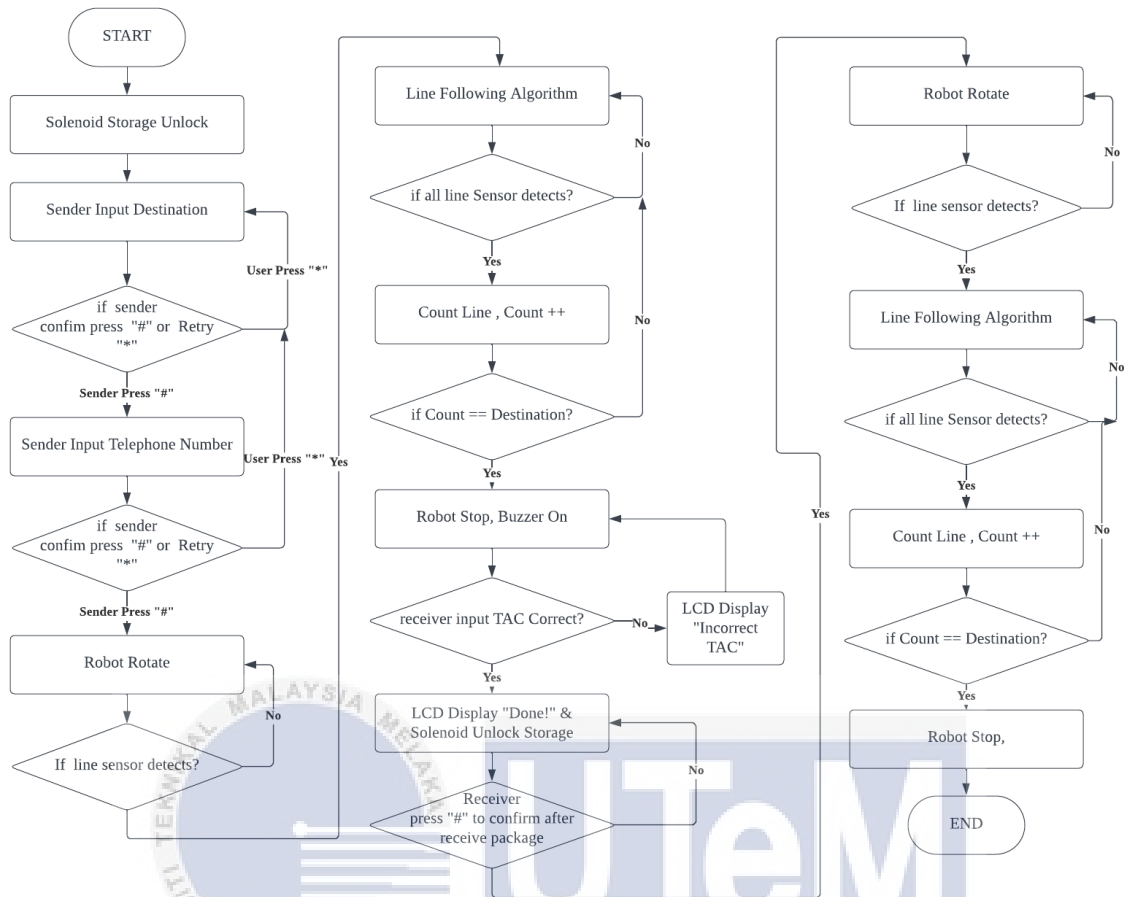 START
Solenoid Storage Unlock
Sender Input Destination
User Press "*"
if sender
confim press "#" or Retry
"*"
Sender Press "#"
Sender Input Telephone Number
User Press "*"
if sender
confim press "#" or Retry
"*"
Sender Press "#"
Robot Rotate
No
If line sensor detects?
Yes
Line Following Algorithm
No
if all line Sensor detects?
Yes
Count Line , Count ++
No
if Count == Destination?
Yes
Robot Stop, Buzzer On
receiver input TAC Correct?
No
LCD Display
"Incorrect
TAC"
Yes
LCD Display "Done!" &
Solenoid Unlock Storage
No
Receiver
press "#" to confirm after
receive package
Yes
Robot Rotate
No
If line sensor detects?
Yes
Line Following Algorithm
No
if all line Sensor detects?
Yes
Count Line , Count ++
No
if Count == Destination?
Yes
Robot Stop,
END
TEKNIKAL MALAYSIA MELAKA
UTeM